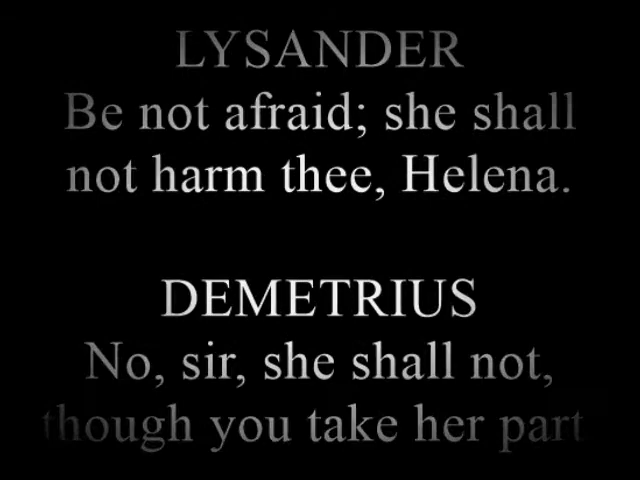 LYSANDER
Be not afraid; she shall
not harm thee, Helena.
DEMETRIUS
No, sir, she shall not,
though you take her part